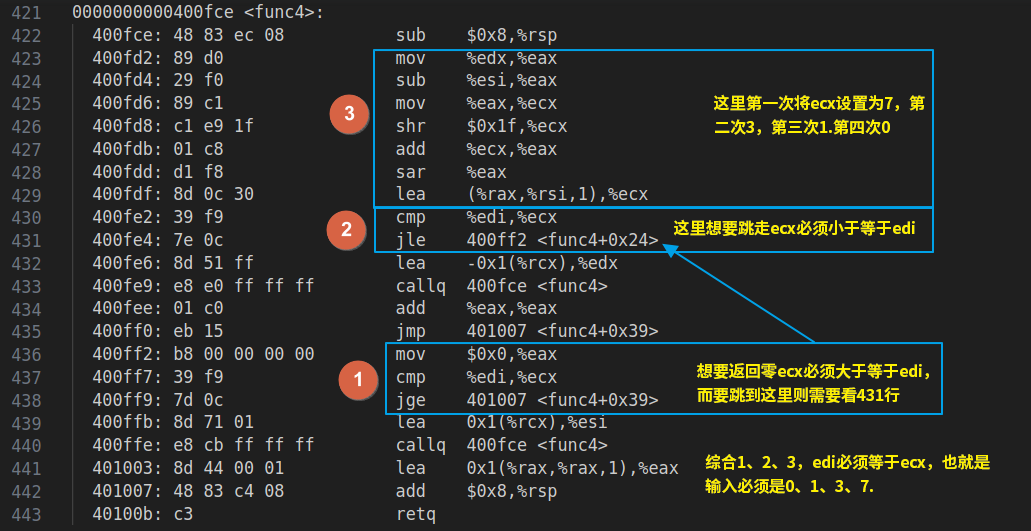 421 0000000000400fce <func4>:
422 400fce: 48 83 ec 08 sub $0x8,%rsp
423 400fd2: 89 d0 mov %edx,%eax
424 400fd4: 29 f0 sub %esi,%eax
425 400fd6: 89 c1 mov %eax,%ecx
426 400fd8: c1 e9 1f shr $0x1f,%ecx
427 400fdb: 01 c8 add %ecx,%eax
428 400fdd: d1 f8 sar %eax
429 400fdf: 8d 0c 30 lea (%rax,%rsi,1),%ecx
3
这里第一次将ecx设置为7，第
二次3，第三次1.第四次0
430 400fe2: 39 f9 cmp %edi,%ecx
431 400fe4: 7e 0c jle 400ff2 <func4+0x24>
2
这里想要跳走ecx必须小于等于edi
432 400fe6: 8d 51 ff lea -0x1(%rcx),%edx
433 400fe9: e8 e0 ff ff ff callq 400fce <func4>
434 400fee: 01 c0 add %eax,%eax
435 400ff0: eb 15 jmp 401007 <func4+0x39>
436 400ff2: b8 00 00 00 00 mov $0x0,%eax
437 400ff7: 39 f9 cmp %edi,%ecx
438 400ff9: 7d 0c jge 401007 <func4+0x39>
1
想要返回零ecx必须大于等于edi，
而要跳到这里则需要看431行
439 400ffb: 8d 71 01 lea 0x1(%rcx),%esi
440 400ffe: e8 cb ff ff ff callq 400fce <func4>
441 401003: 8d 44 00 01 lea 0x1(%rax,%rax,1),%eax
442 401007: 48 83 c4 08 add $0x8,%rsp
443 40100b: c3 retq
综合1、2、3，edi必须等于ecx，也就是
输入必须是0、1、3、7.